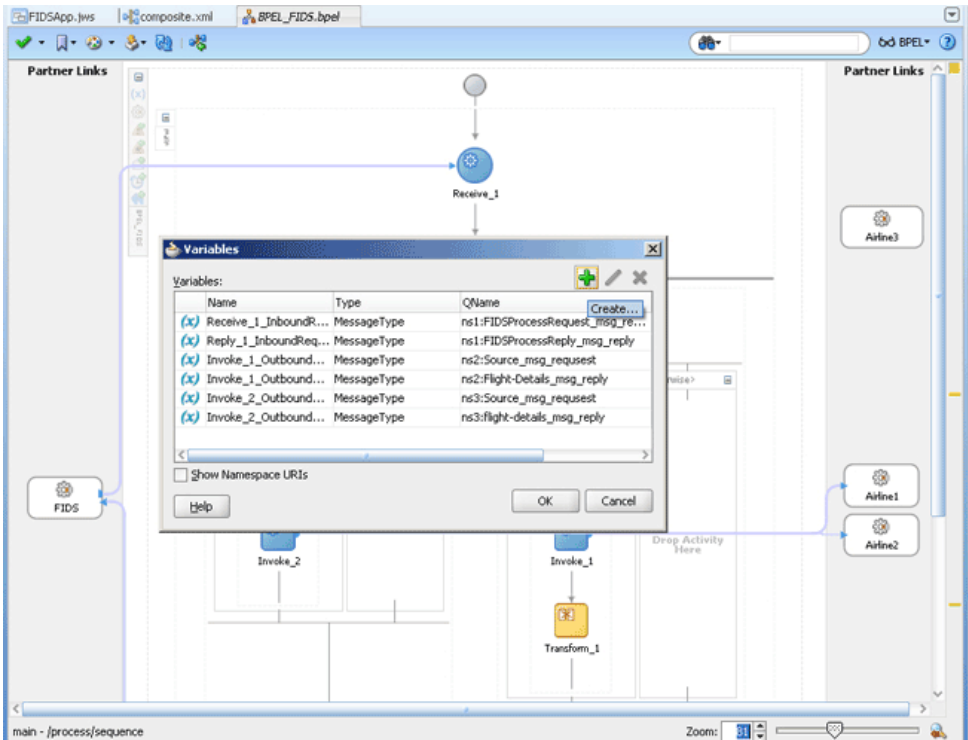 FIDSApp.jws composite.xml BPEL_FIDS.bpel
BPEL
Partner Links Partner Links
Receive_1
Airline3
Variables
Variables:
Name Type QName
Create...
(x) Receive_1_InboundR... MessageType ns1:FIDSProcessRequest_msg_re...
(x) Reply_1_InboundReq... MessageType ns1:FIDSProcessReply_msg_reply
(x) Invoke_1_Outbound... MessageType ns2:Source_msg_requsest
(x) Invoke_1_Outbound... MessageType ns2:Flight-Details_msg_reply
(x) Invoke_2_Outbound... MessageType ns3:Source_msg_requsest
(x) Invoke_2_Outbound... MessageType ns3:flight-details_msg_reply
Show Namespace URIs
Help OK Cancel
FIDS
Airline1
Airline2
Drop Activity
Here
Invoke_2 Invoke_1
Transform_1
main - /process/sequence Zoom: 81